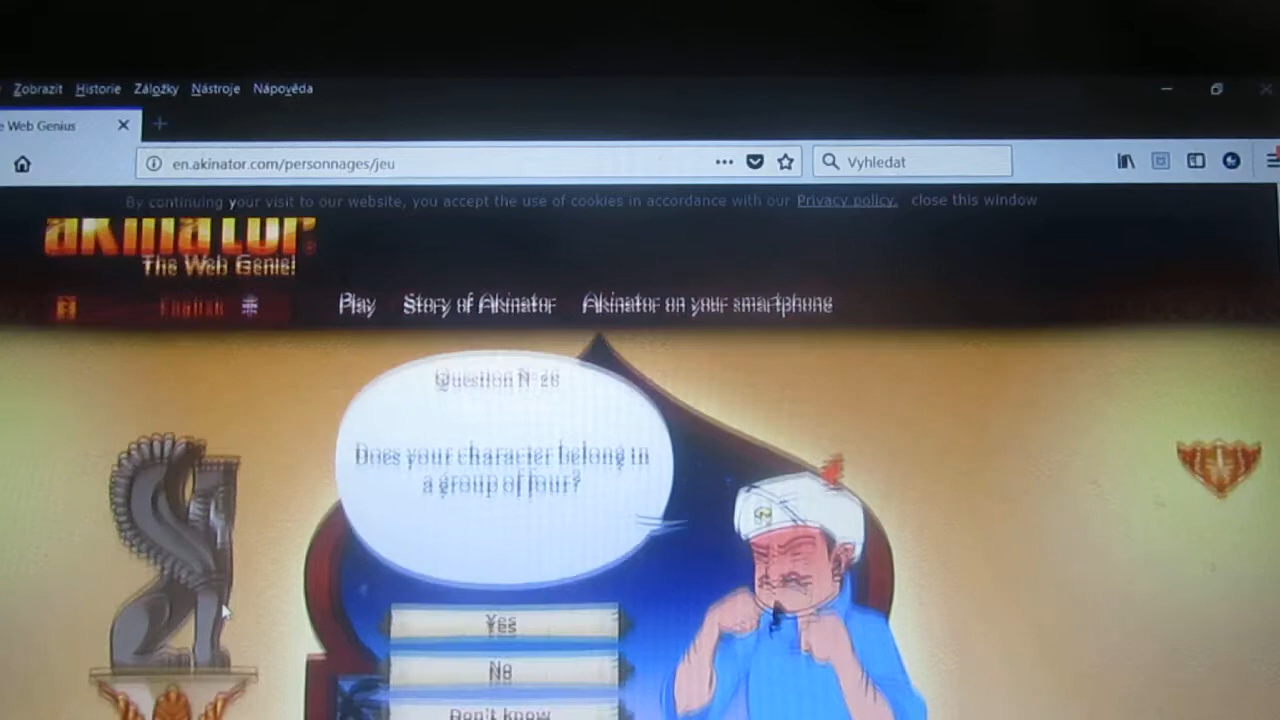 Zobrazit Historie Záložky Nástroje Nápověda
e Web Genius
en.akinator.com/personnages/jeu
Vyhledat
By continuing your visit to our website, you accept the use of cookies in accordance with our Privacy policy. close this window
akinator
The Web Genie!
English
Play Story of Akinator Akinator on your smartphone
Question N° 26
Does your character belong in
a group of four?
Yes
No
Don't know